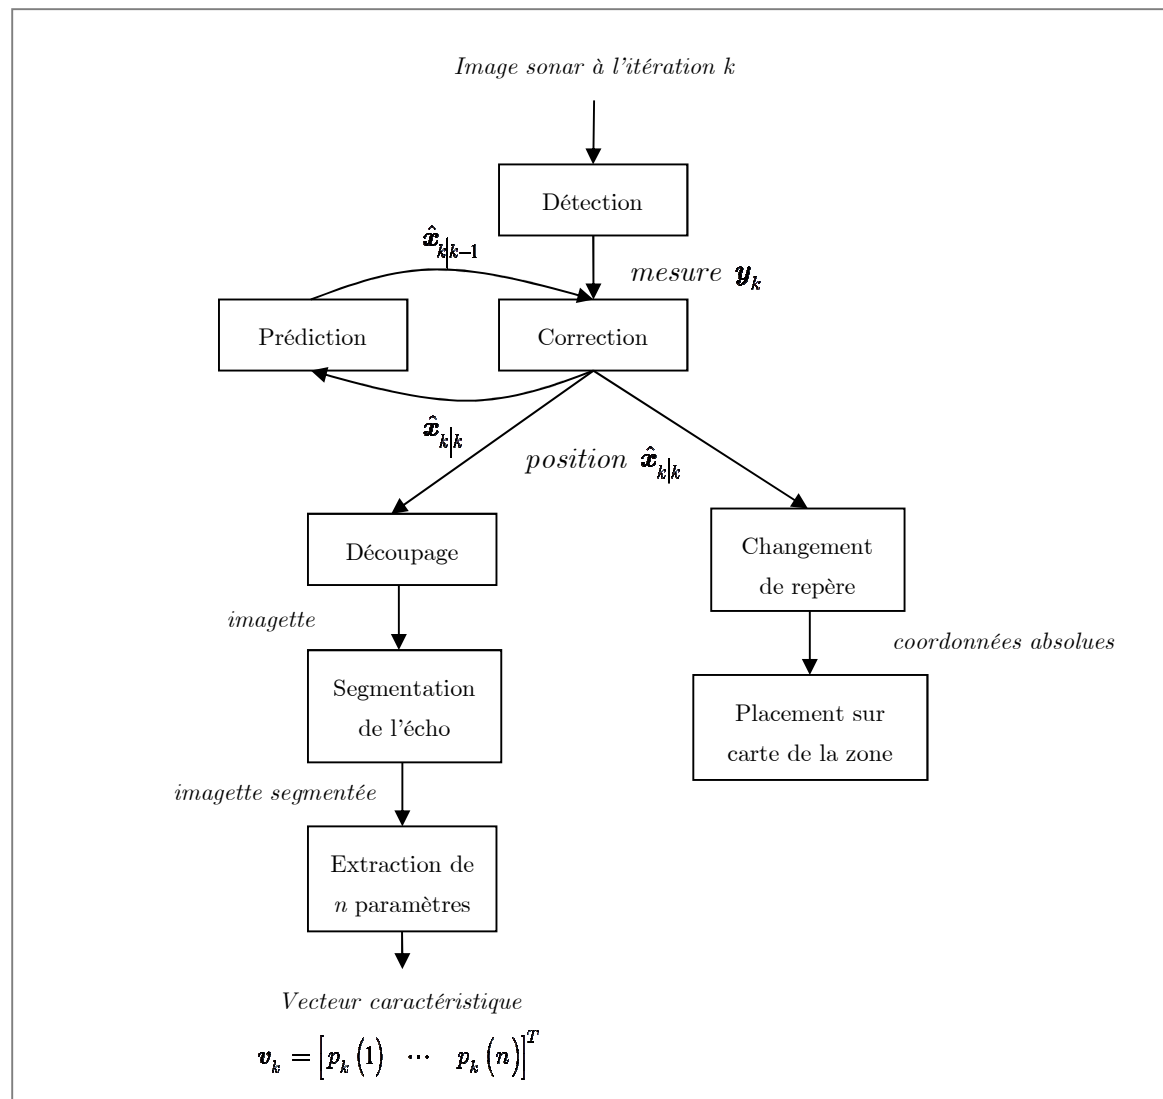 Image sonar à l'itération k
Détection
x̂ₖ|ₖ₋₁
mesure yₖ
Prédiction
Correction
x̂ₖ|ₖ
position x̂ₖ|ₖ
Changement
de repère
Découpage
imagette
coordonnées absolues
Segmentation
de l'écho
Placement sur
carte de la zone
imagette segmentée
Extraction de
n paramètres
Vecteur caractéristique
vₖ = [pₖ(1) ⋯ pₖ(n)]ᵀ